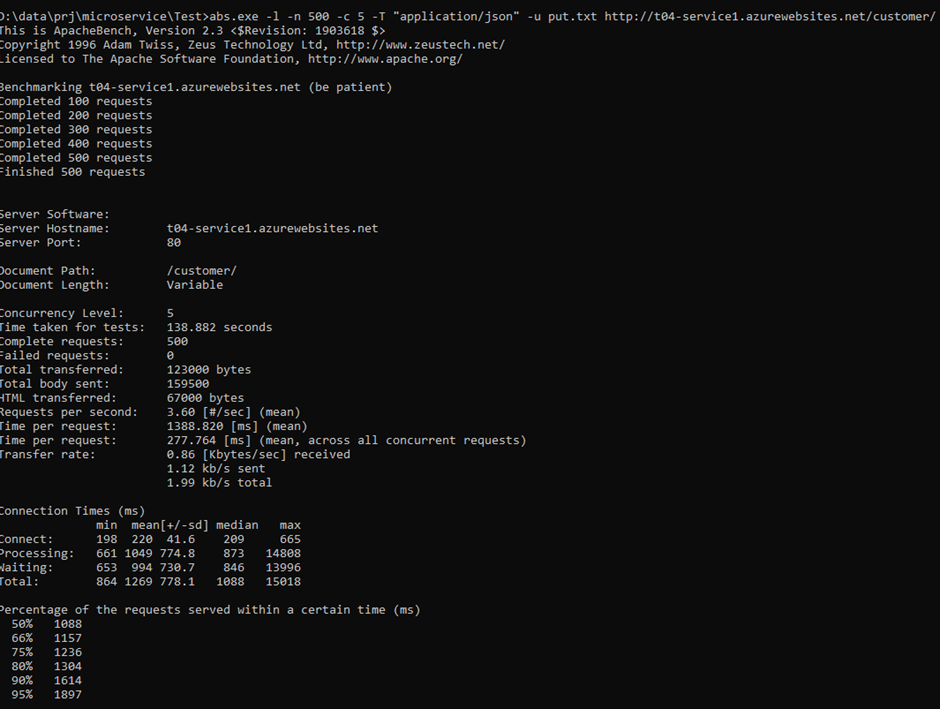 D:\data\prj\microservice\Test>abs.exe -l -n 500 -c 5 -T "application/json" -u put.txt http://t04-service1.azurewebsites.net/customer/
This is ApacheBench, Version 2.3 <$Revision: 1903618 $>
Copyright 1996 Adam Twiss, Zeus Technology Ltd, http://www.zeustech.net/
Licensed to The Apache Software Foundation, http://www.apache.org/

Benchmarking t04-service1.azurewebsites.net (be patient)
Completed 100 requests
Completed 200 requests
Completed 300 requests
Completed 400 requests
Completed 500 requests
Finished 500 requests

Server Software:
Server Hostname:        t04-service1.azurewebsites.net
Server Port:            80

Document Path:          /customer/
Document Length:        Variable

Concurrency Level:      5
Time taken for tests:   138.882 seconds
Complete requests:      500
Failed requests:        0
Total transferred:      123000 bytes
Total body sent:        159500
HTML transferred:       67000 bytes
Requests per second:    3.60 [#/sec] (mean)
Time per request:       1388.820 [ms] (mean)
Time per request:       277.764 [ms] (mean, across all concurrent requests)
Transfer rate:          0.86 [Kbytes/sec] received
                        1.12 kb/s sent
                        1.99 kb/s total

Connection Times (ms)
              min  mean[+/-sd] median   max
Connect:      198  220  41.6    209     665
Processing:   661 1049 774.8    873   14808
Waiting:      653  994 730.7    846   13996
Total:        864 1269 778.1   1088   15018

Percentage of the requests served within a certain time (ms)
  50%   1088
  66%   1157
  75%   1236
  80%   1304
  90%   1614
  95%   1897